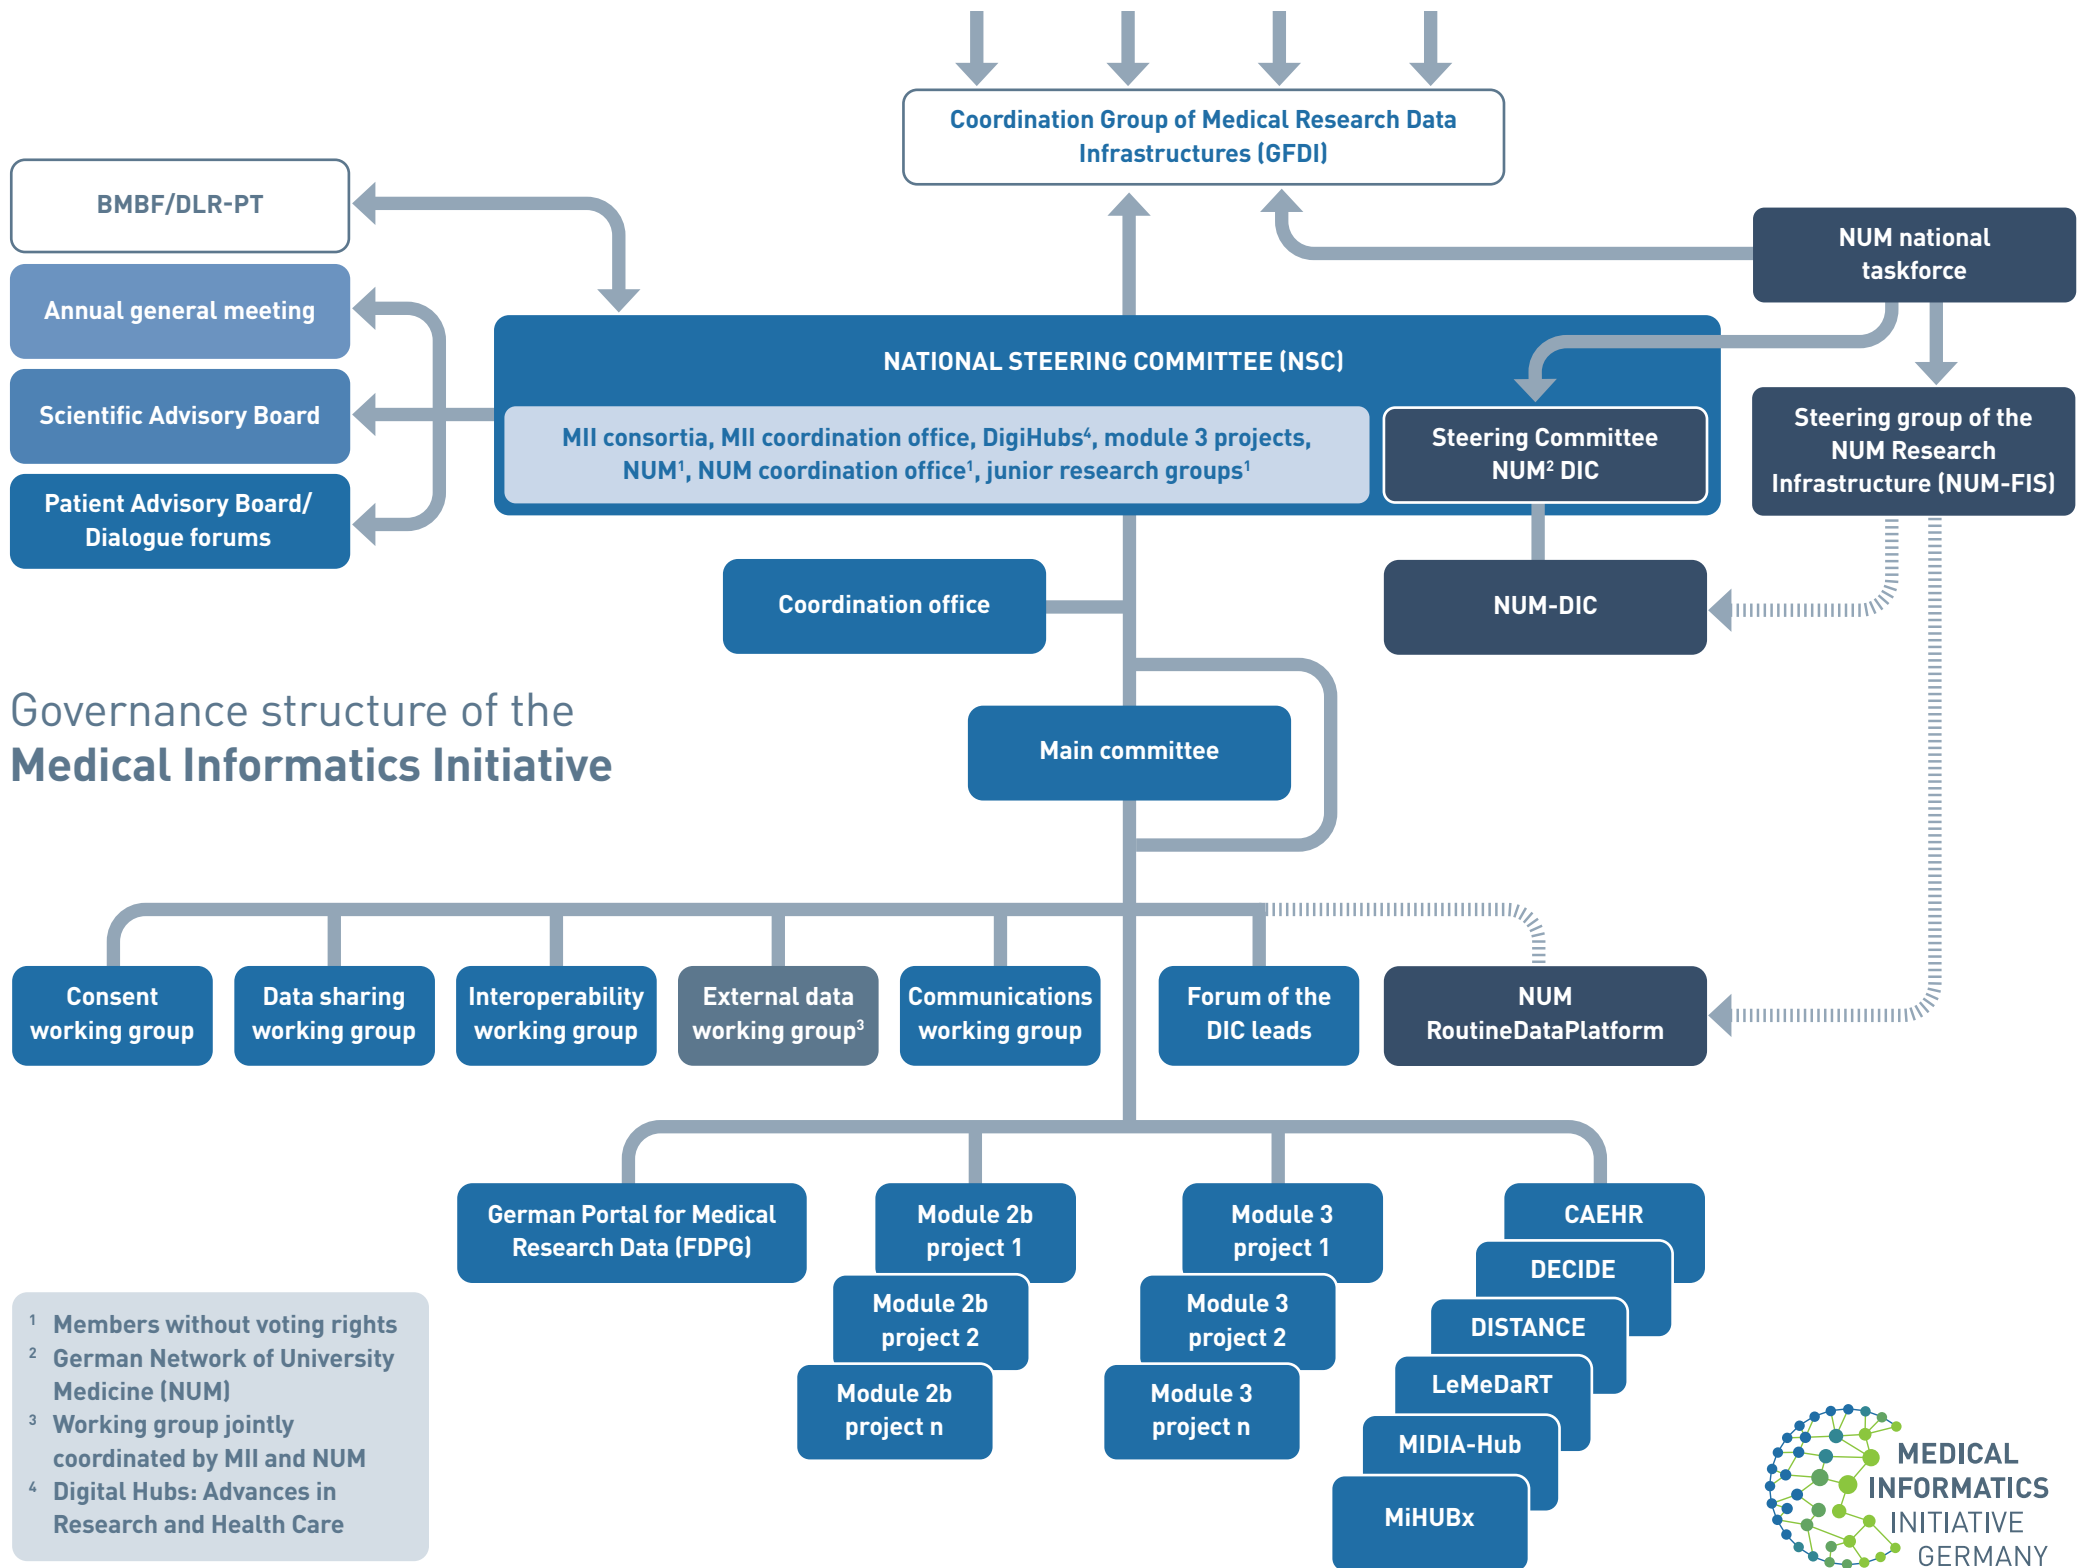 Coordination Group of Medical Research Data
Infrastructures (GFDI)
BMBF/DLR-PT
Annual general meeting
Scientific Advisory Board
Patient Advisory Board/
Dialogue forums
NUM national
taskforce
NATIONAL STEERING COMMITTEE (NSC)
MII consortia, MII coordination office, DigiHubs⁴, module 3 projects,
NUM¹, NUM coordination office¹, junior research groups¹
Steering Committee
NUM² DIC
Steering group of the
NUM Research
Infrastructure (NUM-FIS)
Coordination office
NUM-DIC
Governance structure of the
Medical Informatics Initiative
Main committee
Consent
working group
Data sharing
working group
Interoperability
working group
External data
working group³
Communications
working group
Forum of the
DIC leads
NUM
RoutineDataPlatform
German Portal for Medical
Research Data (FDPG)
Module 2b
project 1
Module 2b
project 2
Module 2b
project n
Module 3
project 1
Module 3
project 2
Module 3
project n
CAEHR
DECIDE
DISTANCE
LeMeDaRT
MIDIA-Hub
MiHUBx
¹ Members without voting rights
² German Network of University
Medicine (NUM)
³ Working group jointly
coordinated by MII and NUM
⁴ Digital Hubs: Advances in
Research and Health Care
MEDICAL
INFORMATICS
INITIATIVE
GERMANY